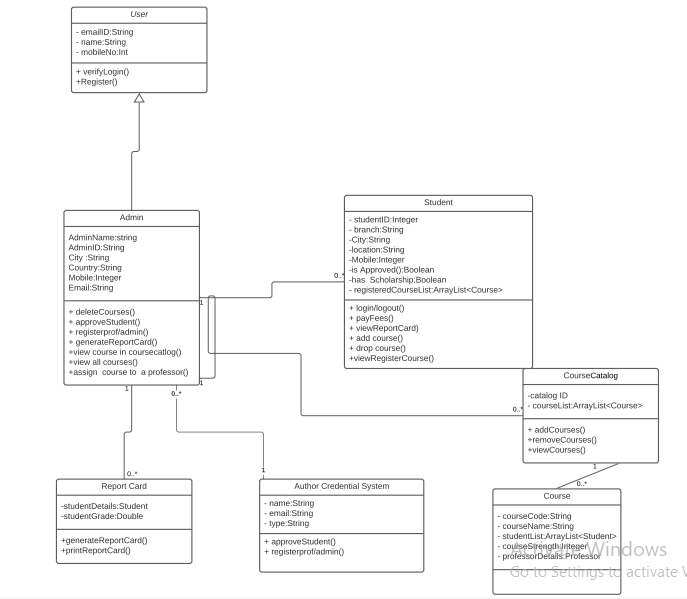 User
- emailID:String
- name:String
- mobileNo:Int
+ verifyLogin()
+Register()
Admin
AdminName:string
AdminID:String
City :String
Country:String
Mobile:Integer
Email:String
+ deleteCourses()
+ approveStudent()
+ registerprof/admin()
+ generateReportCard()
+view course in coursecatlog()
+view all courses()
+assign course to a professor()
Student
- studentID:Integer
- branch:String
-City:String
-location:String
-Mobile:Integer
-is Approved():Boolean
-has Scholarship:Boolean
- registeredCourseList:ArrayList<Course>
+ login/logout()
+ payFees()
+ viewReportCard)
+ add course()
+ drop course()
+viewRegisterCourse()
0..*
1
1
0..*
CourseCatalog
-catalog ID
- courseList:ArrayList<Course>
+ addCourses()
+removeCourses()
+viewCourses()
1
0..*
1
0..*
0..*
1
Report Card
-studentDetails:Student
-studentGrade:Double
+generateReportCard()
+printReportCard()
Author Credential System
- name:String
- email:String
- type:String
+ approveStudent()
+ registerprof/admin()
Course
- courseCode:String
- courseName:String
- studentList:ArrayList<Student>
- courseStrength:Integer
- professorDetails:Professor
Activate Windows
Go to Settings to activate W